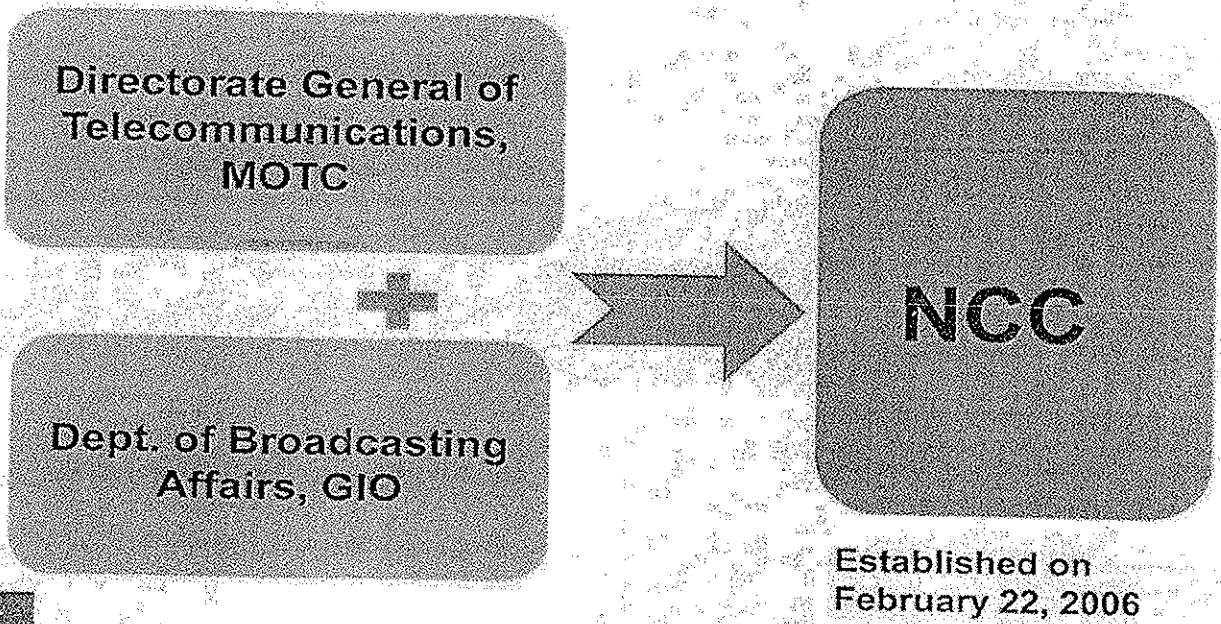 Directorate General of
Telecommunications,
MOTC
Dept. of Broadcasting
Affairs, GIO
NCC
Established on
February 22, 2006